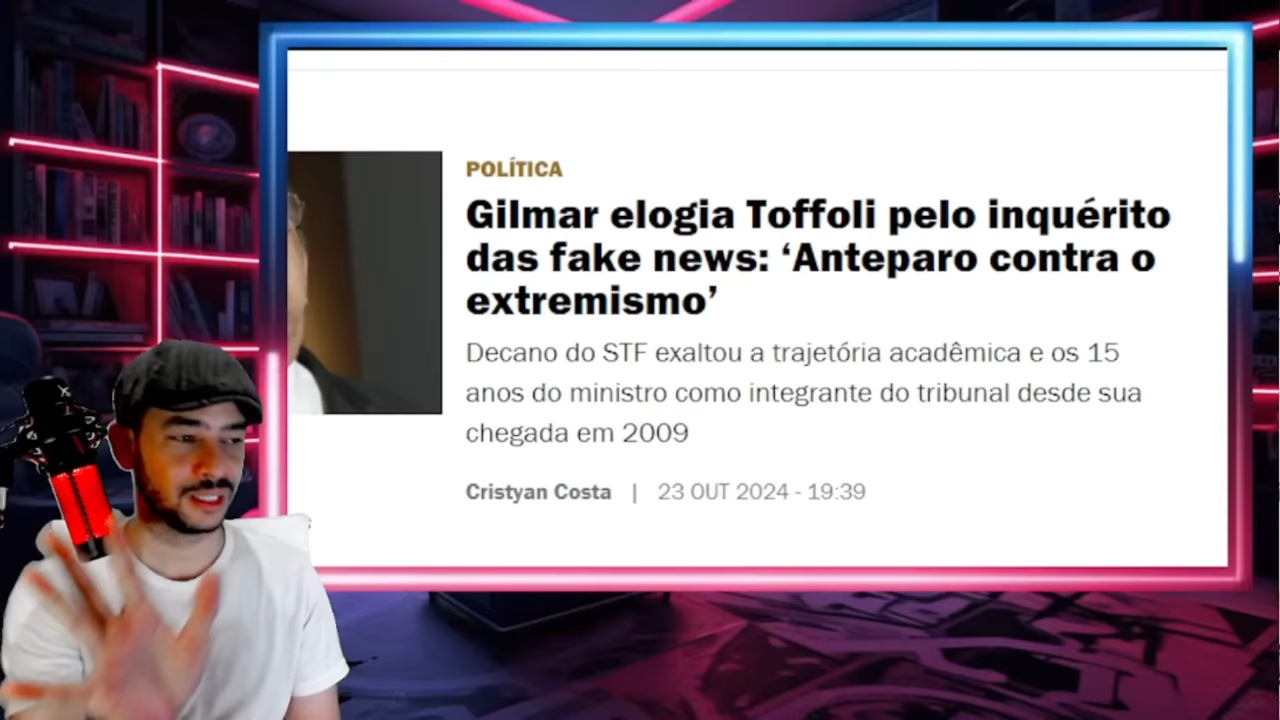 POLÍTICA
Gilmar elogia Toffoli pelo inquérito
das fake news: ‘Anteparo contra o
extremismo’
Decano do STF exaltou a trajetória acadêmica e os 15
anos do ministro como integrante do tribunal desde sua
chegada em 2009
Cristyan Costa | 23 OUT 2024 - 19:39